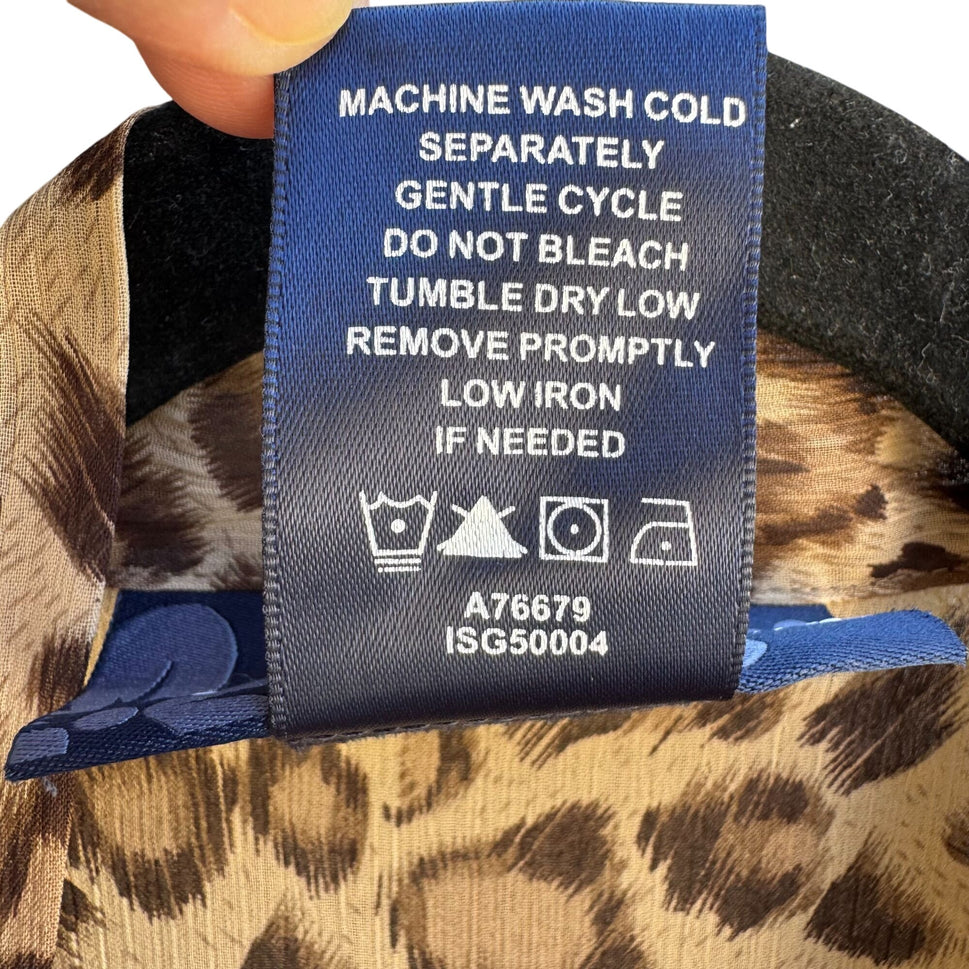 MACHINE WASH COLD
SEPARATELY
GENTLE CYCLE
DO NOT BLEACH
TUMBLE DRY LOW
REMOVE PROMPTLY
LOW IRON
IF NEEDED
A76679
ISG50004